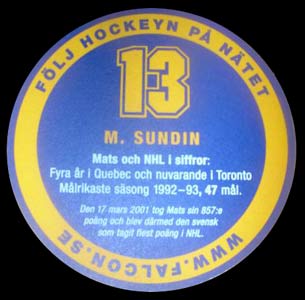 FÖLJ HOCKEYN PÅ NÄTET
13
M. SUNDIN
Mats och NHL i siffror:
Fyra år i Quebec och nuvarande i Toronto
Målrikaste säsong 1992–93, 47 mål.
Den 17 mars 2001 tog Mats sin 857:e
poäng och blev därmed den svensk
som tagit flest poäng i NHL.
WWW.FALCON.SE